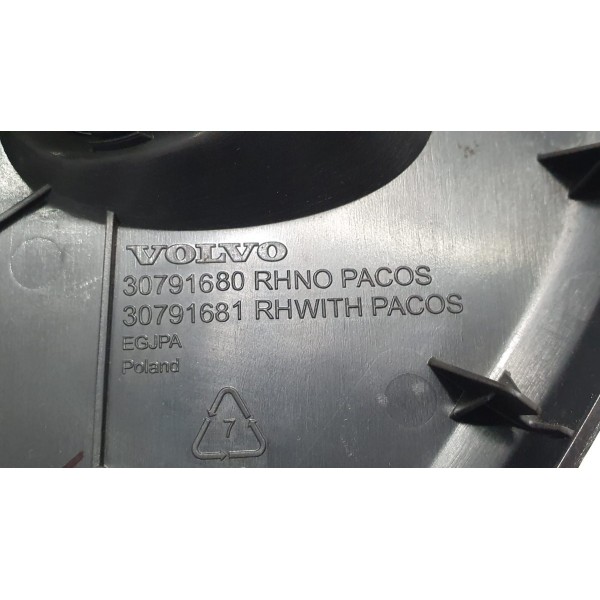 VOLVO
30791680 RHNO PACOS
30791681 RHWITH PACOS
EGJPA
Poland
7